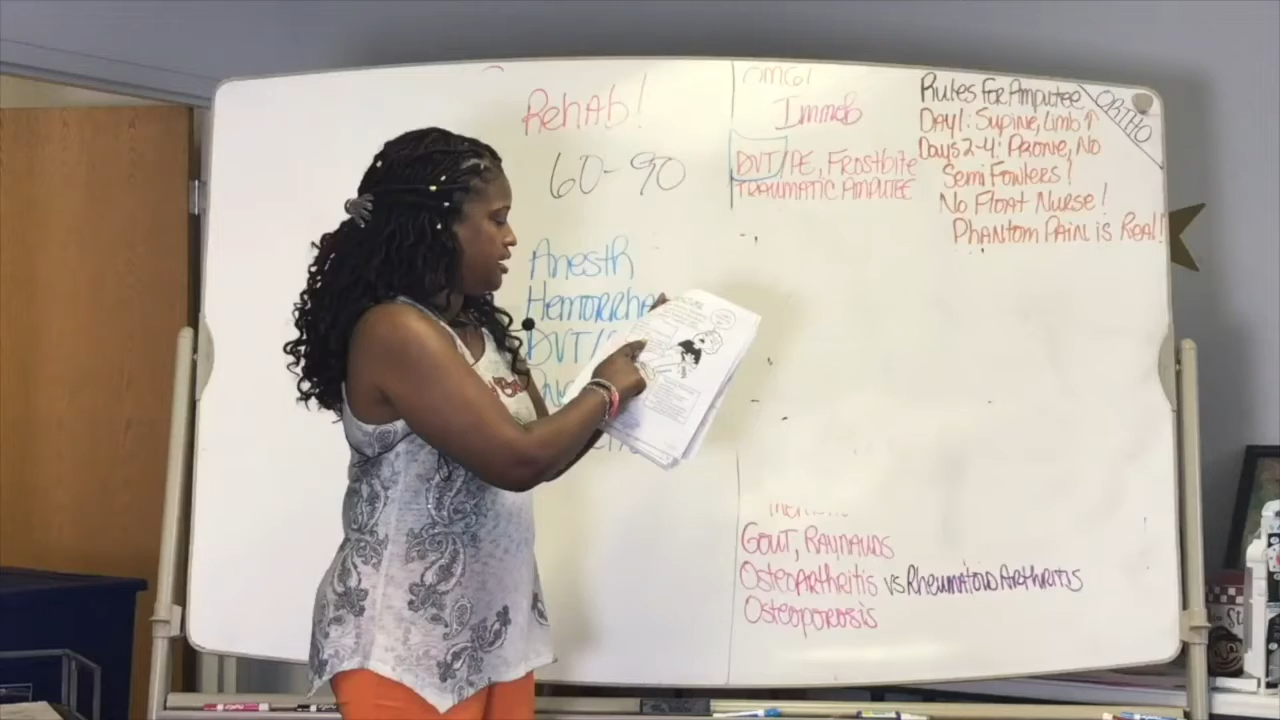 Rehab!
60-90
Anesth
Hemorrha
DVT/
Immob
DVT/PE, Frostbite
Traumatic Amputee
Rules For Amputee
Day 1: Supine, Limb ↑
Days 2-4: Prone, No
Semi Fowlers!
No Float Nurse!
Phantom Pain is Real!
ORTHO
Gout, Raynauds
OsteoArthritis vs Rheumatoid Arthritis
Osteoporosis